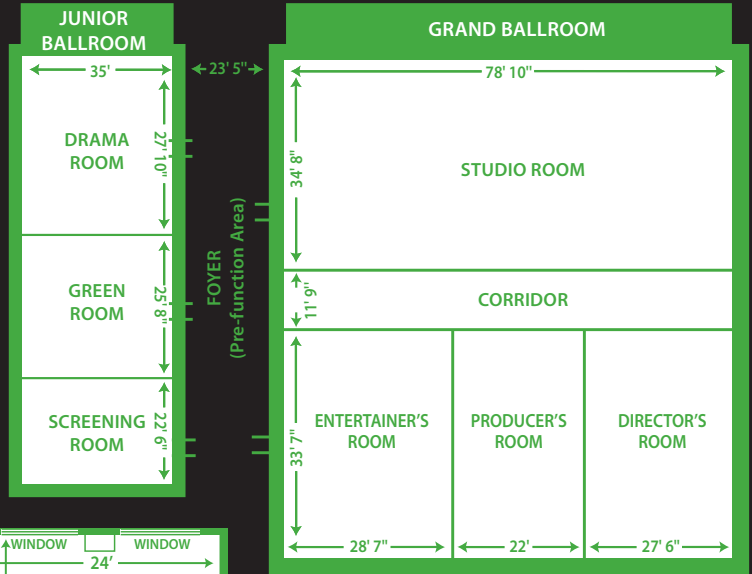 JUNIOR
BALLROOM
35'
DRAMA
ROOM
27' 10"
GREEN
ROOM
25' 8"
SCREENING
ROOM
22' 6"
23' 5"
FOYER
(Pre-function Area)
GRAND BALLROOM
78' 10"
34' 8"
STUDIO ROOM
11' 9"
CORRIDOR
33' 7"
ENTERTAINER'S
ROOM
28' 7"
PRODUCER'S
ROOM
22'
DIRECTOR'S
ROOM
27' 6"
WINDOW
WINDOW
24'